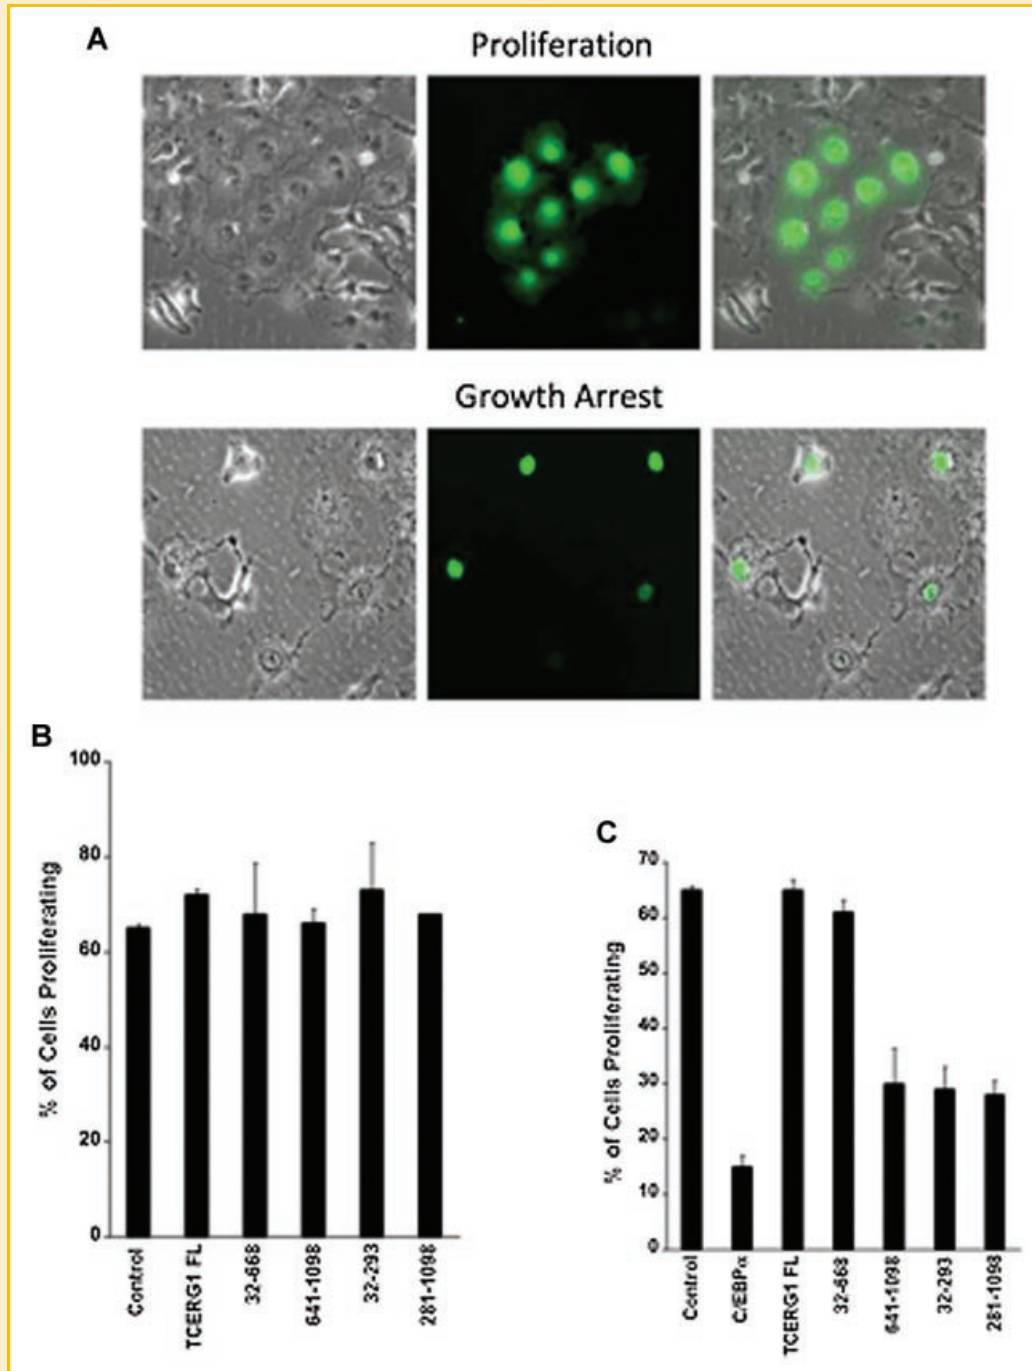 A
Proliferation
Growth Arrest
B
100
80
60
40
20
0
% of Cells Proliferating
Control
TCERG1 FL
32-668
641-1098
32-293
281-1098
C
70
60
50
40
30
20
10
0
% of Cells Proliferating
Control
C/EBPα
TCERG1 FL
32-668
641-1098
32-293
281-1098